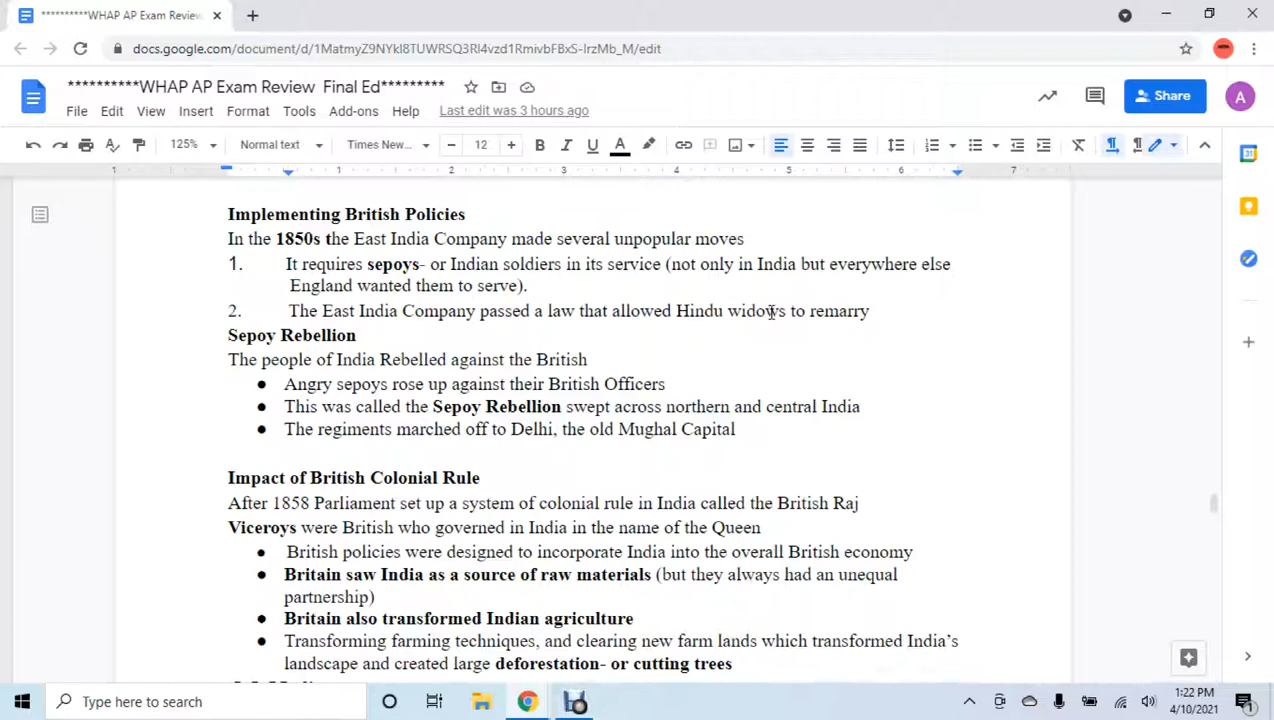 **********WHAP AP Exam Review
docs.google.com/document/d/1MatmyZ9NYkl8TUWRSQ3Rl4vzd1RmivbFBxS-lrzMb_M/edit
**********WHAP AP Exam Review Final Ed*********
File Edit View Insert Format Tools Add-ons Help Last edit was 3 hours ago
Share
A
125% Normal text Times New... 12 B I U A
1 1 2 3 4 5 6 7
Implementing British Policies
In the 1850s the East India Company made several unpopular moves
1. It requires sepoys- or Indian soldiers in its service (not only in India but everywhere else
England wanted them to serve).
2. The East India Company passed a law that allowed Hindu widows to remarry
Sepoy Rebellion
The people of India Rebelled against the British
● Angry sepoys rose up against their British Officers
● This was called the Sepoy Rebellion swept across northern and central India
● The regiments marched off to Delhi, the old Mughal Capital
Impact of British Colonial Rule
After 1858 Parliament set up a system of colonial rule in India called the British Raj
Viceroys were British who governed in India in the name of the Queen
● British policies were designed to incorporate India into the overall British economy
● Britain saw India as a source of raw materials (but they always had an unequal
partnership)
● Britain also transformed Indian agriculture
● Transforming farming techniques, and clearing new farm lands which transformed India's
landscape and created large deforestation- or cutting trees
Type here to search
1:22 PM
4/10/2021
1